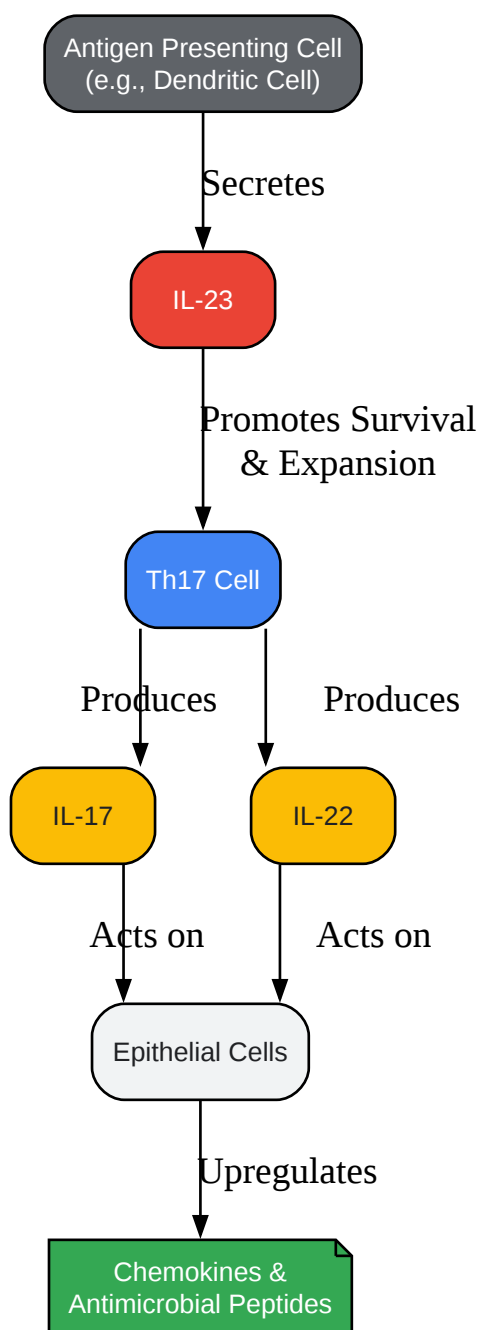 Antigen Presenting Cell
(e.g., Dendritic Cell)
Secretes
IL-23
Promotes Survival
& Expansion
Th17 Cell
Produces
Produces
IL-17
IL-22
Acts on
Acts on
Epithelial Cells
Upregulates
Chemokines &
Antimicrobial Peptides